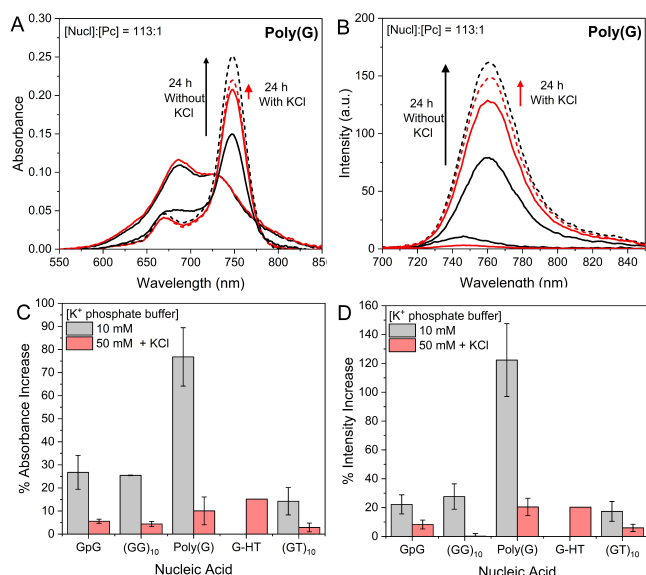 A
[Nucl]:[Pc] = 113:1
Poly(G)
24 h
Without
KCl
24 h
With KCl
0.30
0.25
0.20
0.15
0.10
0.05
0.00
Absorbance
550 600 650 700 750 800 850
Wavelength (nm)
B
[Nucl]:[Pc] = 113:1
Poly(G)
24 h
Without
KCl
24 h
With KCl
200
150
100
50
0
Intensity (a.u.)
700 720 740 760 780 800 820 840
Wavelength (nm)
C
[K⁺ phosphate buffer]
10 mM
50 mM + KCl
100
90
80
70
60
50
40
30
20
10
0
% Absorbance Increase
GpG (GG)₁₀ Poly(G) G-HT (GT)₁₀
Nucleic Acid
D
[K⁺ phosphate buffer]
10 mM
50 mM + KCl
160
140
120
100
80
60
40
20
0
% Intensity Increase
GpG (GG)₁₀ Poly(G) G-HT (GT)₁₀
Nucleic Acid